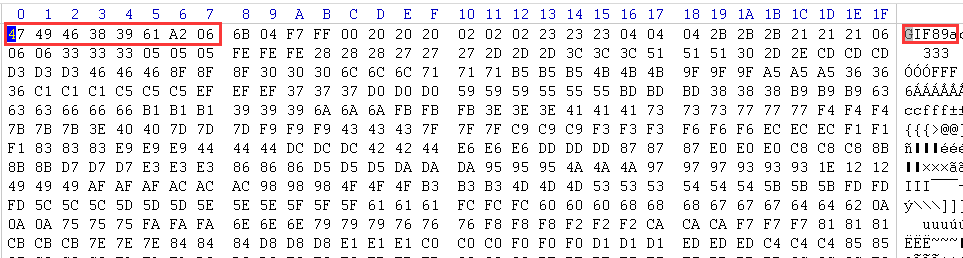 0 1 2 3 4 5 6 7 8 9 A B C D E F 10 11 12 13 14 15 16 17 18 19 1A 1B 1C 1D 1E 1F
47 49 46 38 39 61 A2 06 6B 04 F7 FF 00 20 20 20 02 02 02 23 23 23 04 04 04 2B 2B 2B 21 21 21 06 GIF89a
06 06 33 33 33 05 05 05 FE FE FE 28 28 28 27 27 27 2D 2D 2D 3C 3C 3C 51 51 51 30 2D 2E CD CD CD 333
D3 D3 D3 46 46 46 8F 8F 8F 30 30 30 6C 6C 6C 71 71 71 B5 B5 B5 4B 4B 4B 9F 9F 9F A5 A5 A5 36 36 ÓÓÓFFF
36 C1 C1 C1 C5 C5 C5 EF EF EF 37 37 37 D0 D0 D0 59 59 59 55 55 55 BD BD BD 38 38 38 B9 B9 B9 63 6ÁÁÁÅÅÅ
63 63 66 66 66 B1 B1 B1 39 39 39 6A 6A 6A FB FB FB 3E 3E 3E 41 41 41 73 73 73 77 77 77 F4 F4 F4 ccfff±±
7B 7B 7B 3E 40 40 7D 7D 7D F9 F9 F9 43 43 43 7F 7F 7F C9 C9 C9 F3 F3 F3 F6 F6 F6 EC EC EC F1 F1 {{{>@@}
F1 83 83 83 E9 E9 E9 44 44 44 DC DC DC 42 42 44 E6 E6 E6 DD DD DD 87 87 87 E0 E0 E0 C8 C8 C8 8B
8B 8B D7 D7 D7 E3 E3 E3 86 86 86 D5 D5 D5 DA DA DA 95 95 95 4A 4A 4A 97 97 97 93 93 93 1E 12 12
49 49 49 AF AF AF AC AC AC 98 98 98 4F 4F 4F B3 B3 B3 4D 4D 4D 53 53 53 54 54 54 5B 5B 5B FD FD III
FD 5C 5C 5C 5D 5D 5D 5E 5E 5E 5F 5F 5F 61 61 61 FC FC FC 60 60 60 68 68 68 67 67 67 64 64 62 0A ý\\\]]]
0A 0A 75 75 75 FA FA FA 6E 6E 6E 79 79 79 76 76 76 F8 F8 F8 F2 F2 F2 CA CA CA F7 F7 F7 81 81 81 uuuú
CB CB CB 7E 7E 7E 84 84 84 D8 D8 D8 E1 E1 E1 C0 C0 C0 F0 F0 F0 D1 D1 D1 ED ED ED C4 C4 C4 85 85 ËËË~~~